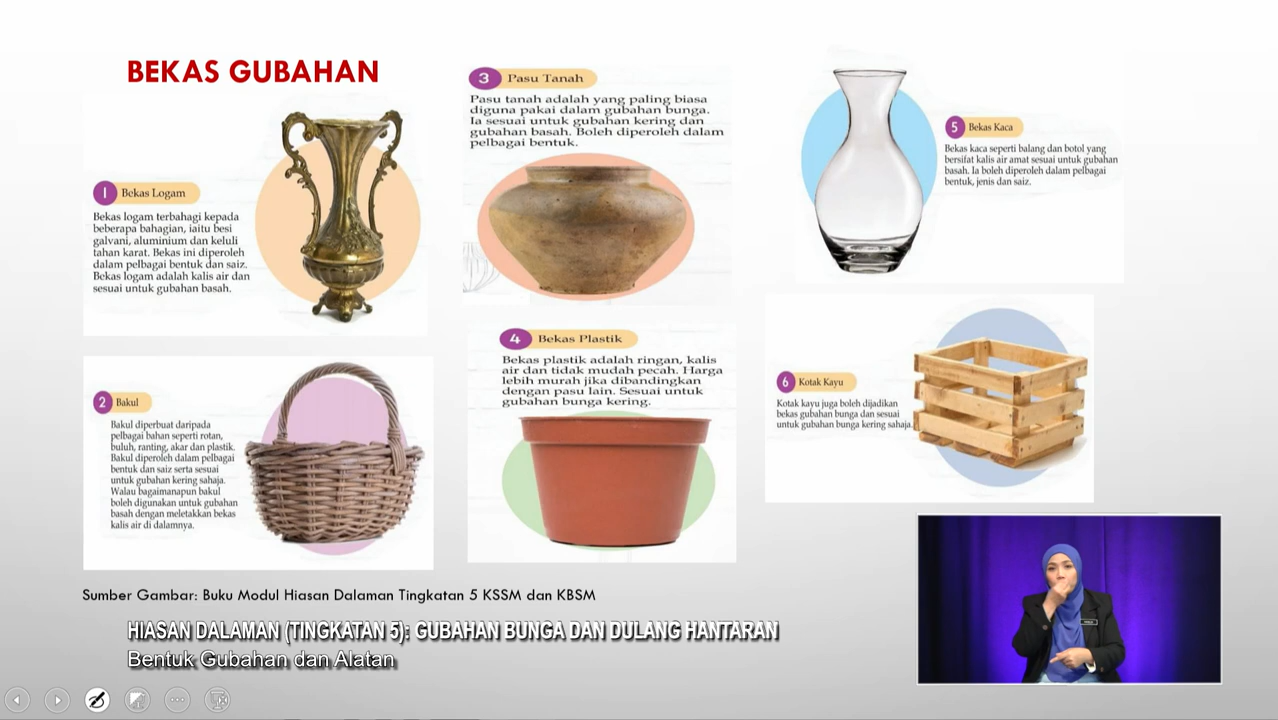 BEKAS GUBAHAN
1 Bekas Logam
Bekas logam terbahagi kepada
beberapa bahagian, iaitu besi
galvani, aluminium dan keluli
tahan karat. Bekas ini diperoleh
dalam pelbagai bentuk dan saiz.
Bekas logam adalah kalis air dan
sesuai untuk gubahan basah.
2 Bakul
Bakul diperbuat daripada
pelbagai bahan seperti rotan,
buluh, ranting, akar dan plastik.
Bakul diperoleh dalam pelbagai
bentuk dan saiz serta sesuai
untuk gubahan kering sahaja.
Walau bagaimanapun bakul
boleh digunakan untuk gubahan
basah dengan meletakkan bekas
kalis air di dalamnya.
3 Pasu Tanah
Pasu tanah adalah yang paling biasa
diguna pakai dalam gubahan bunga.
Ia sesuai untuk gubahan kering dan
gubahan basah. Boleh diperoleh dalam
pelbagai bentuk.
4 Bekas Plastik
Bekas plastik adalah ringan, kalis
air dan tidak mudah pecah. Harga
lebih murah jika dibandingkan
dengan pasu lain. Sesuai untuk
gubahan bunga kering.
5 Bekas Kaca
Bekas kaca seperti balang dan botol yang
bersifat kalis air amat sesuai untuk gubahan
basah. Ia boleh diperoleh dalam pelbagai
bentuk, jenis dan saiz.
6 Kotak Kayu
Kotak kayu juga boleh dijadikan
bekas gubahan bunga dan sesuai
untuk gubahan bunga kering sahaja.
Sumber Gambar: Buku Modul Hiasan Dalaman Tingkatan 5 KSSM dan KBSM
HIASAN DALAMAN (TINGKATAN 5): GUBAHAN BUNGA DAN DULANG HANTARAN
Bentuk Gubahan dan Alatan